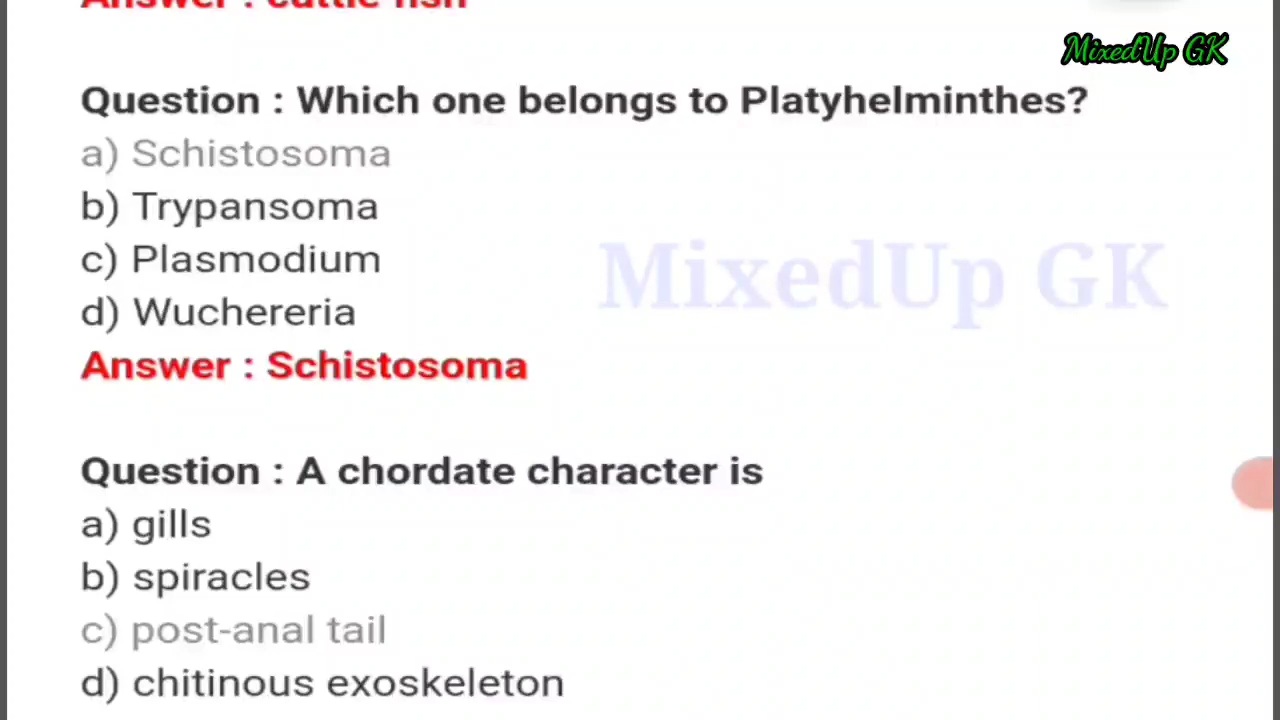 Answer : cuttle fish
MixedUp GK
Question : Which one belongs to Platyhelminthes?
a) Schistosoma
b) Trypansoma
c) Plasmodium
MixedUp GK
d) Wuchereria
Answer : Schistosoma
Question : A chordate character is
a) gills
b) spiracles
c) post-anal tail
d) chitinous exoskeleton